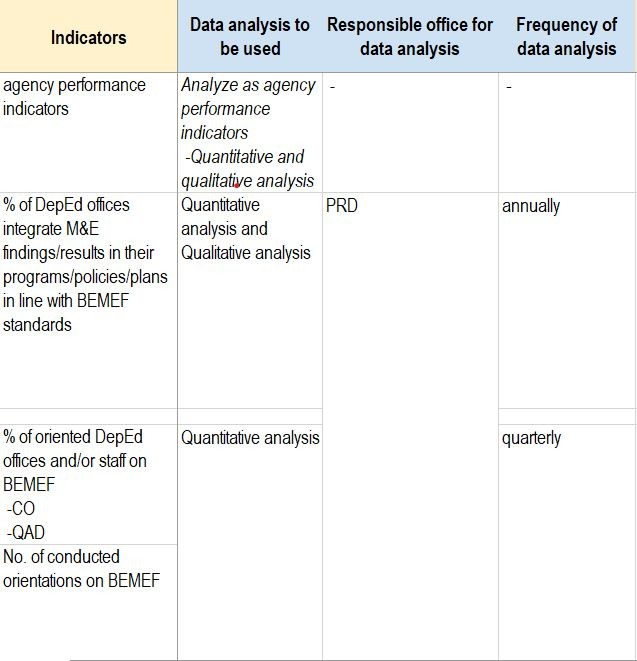 Indicators
Data analysis to
be used
Responsible office for
data analysis
Frequency of
data analysis
agency performance
indicators
Analyze as agency
performance
indicators
-Quantitative and
qualitative analysis
-
-
% of DepEd offices
integrate M&E
findings/results in their
programs/policies/plans
in line with BEMEF
standards
Quantitative
analysis and
Qualitative analysis
PRD
annually
% of oriented DepEd
offices and/or staff on
BEMEF
-CO
-QAD
Quantitative analysis
quarterly
No. of conducted
orientations on BEMEF